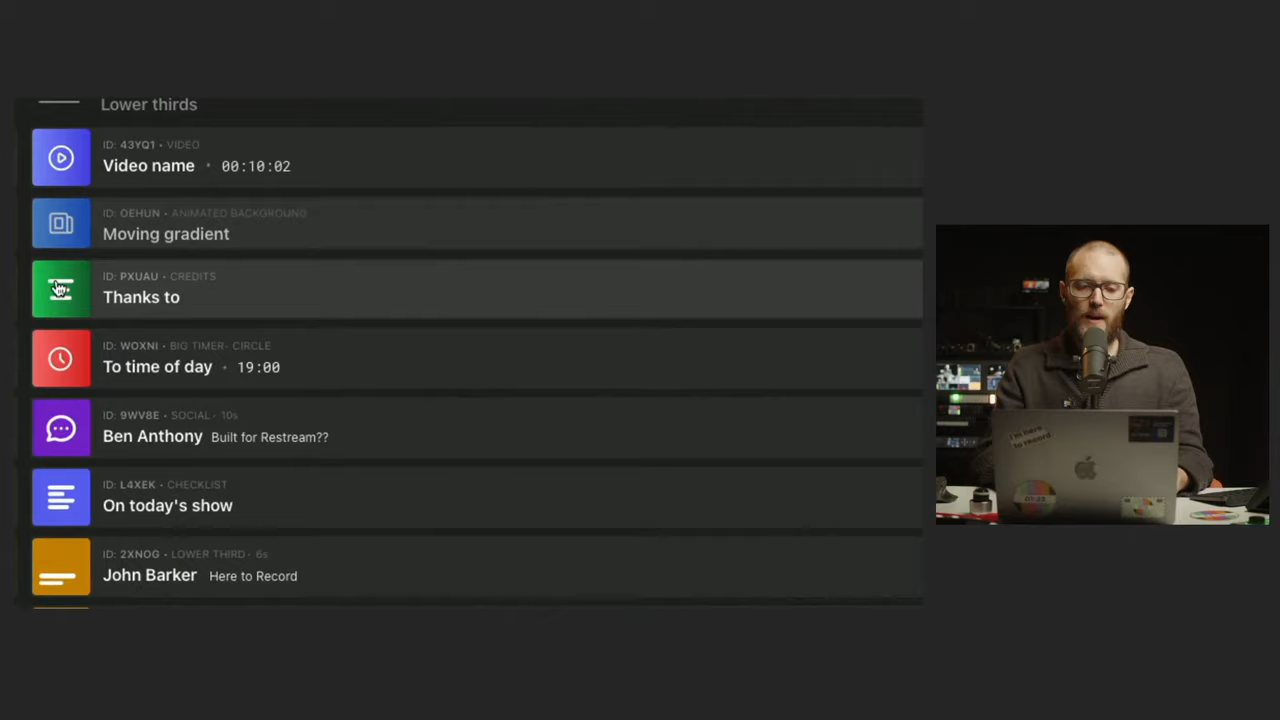 Lower thirds
ID: 43YQ1 • VIDEO
Video name • 00:10:02
ID: OEHUN • ANIMATED BACKGROUND
Moving gradient
ID: PXUAU • CREDITS
Thanks to
ID: WOXNI • BIG TIMER- CIRCLE
To time of day • 19:00
ID: 9WV8E • SOCIAL • 10s
Ben Anthony Built for Restream??
ID: L4XEK • CHECKLIST
On today's show
ID: 2XNOG • LOWER THIRD • 6s
John Barker Here to Record
I'm here
to record